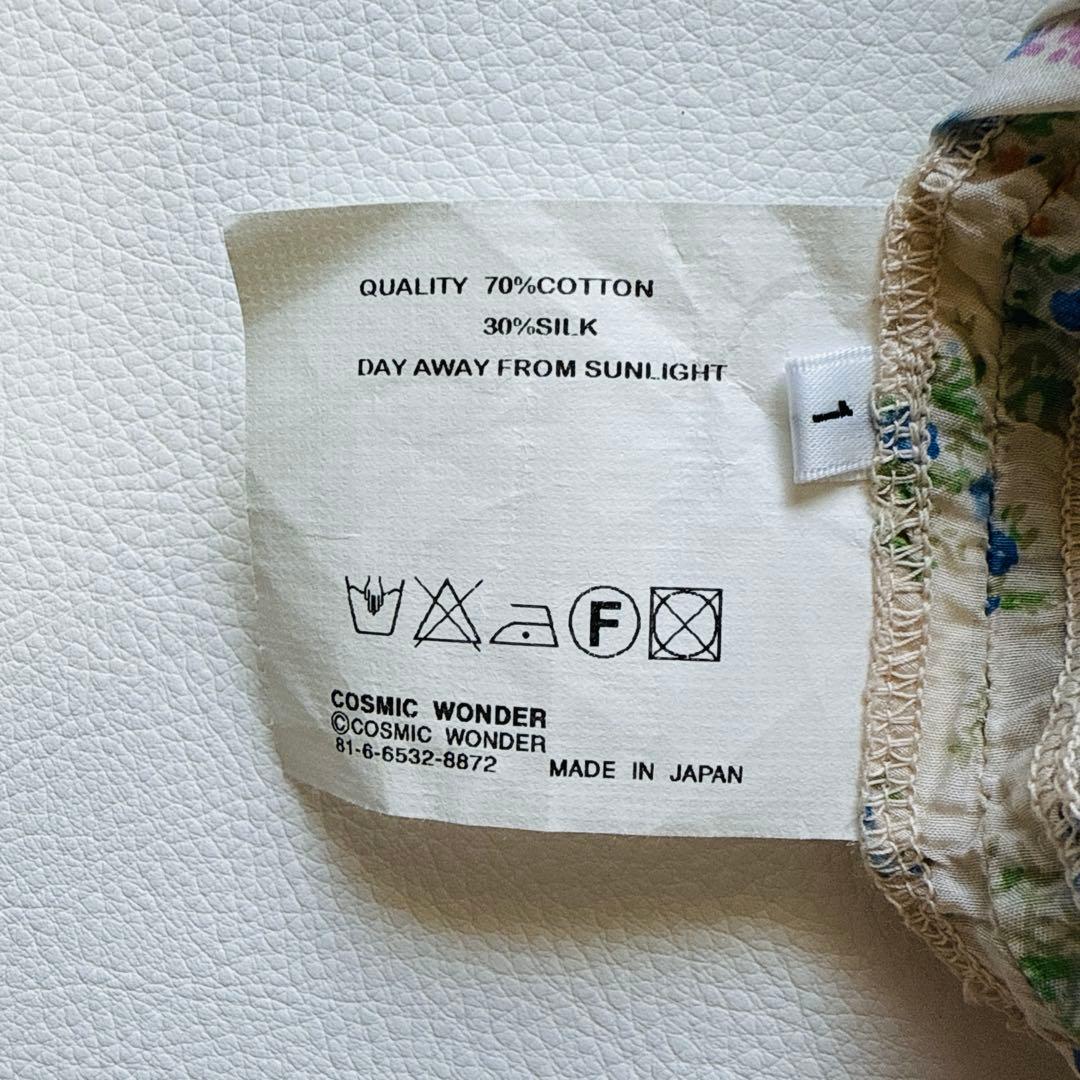 QUALITY 70%COTTON
30%SILK
DAY AWAY FROM SUNLIGHT
1
F
COSMIC WONDER
©COSMIC WONDER
81-6-6532-8872 MADE IN JAPAN